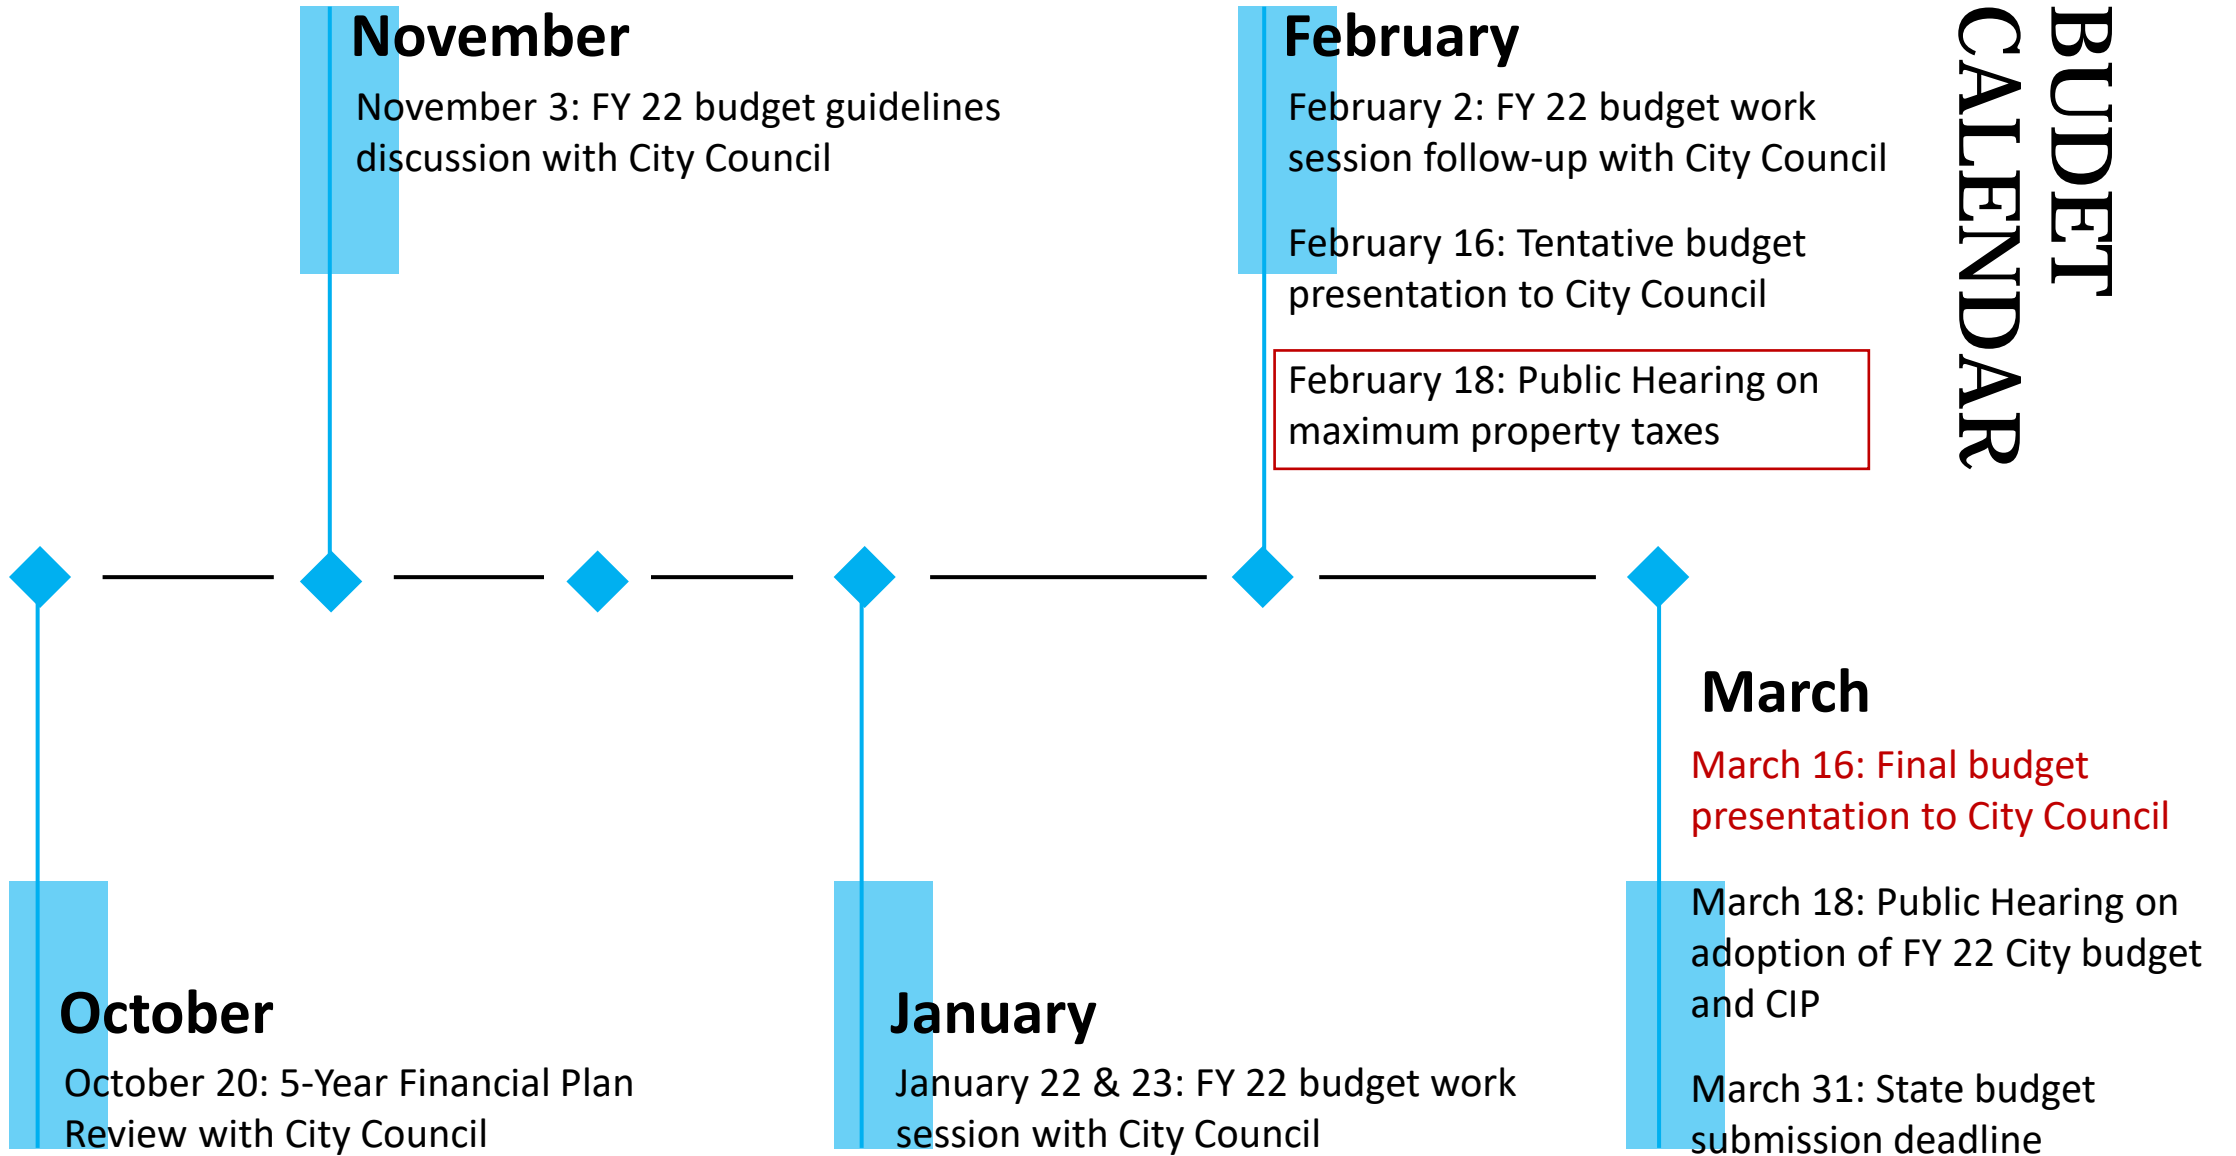 BUDET
CALENDAR
November
November 3: FY 22 budget guidelines
discussion with City Council
February
February 2: FY 22 budget work
session follow-up with City Council
February 16: Tentative budget
presentation to City Council
February 18: Public Hearing on
maximum property taxes
October
October 20: 5-Year Financial Plan
Review with City Council
January
January 22 & 23: FY 22 budget work
session with City Council
March
March 16: Final budget
presentation to City Council
March 18: Public Hearing on
adoption of FY 22 City budget
and CIP
March 31: State budget
submission deadline